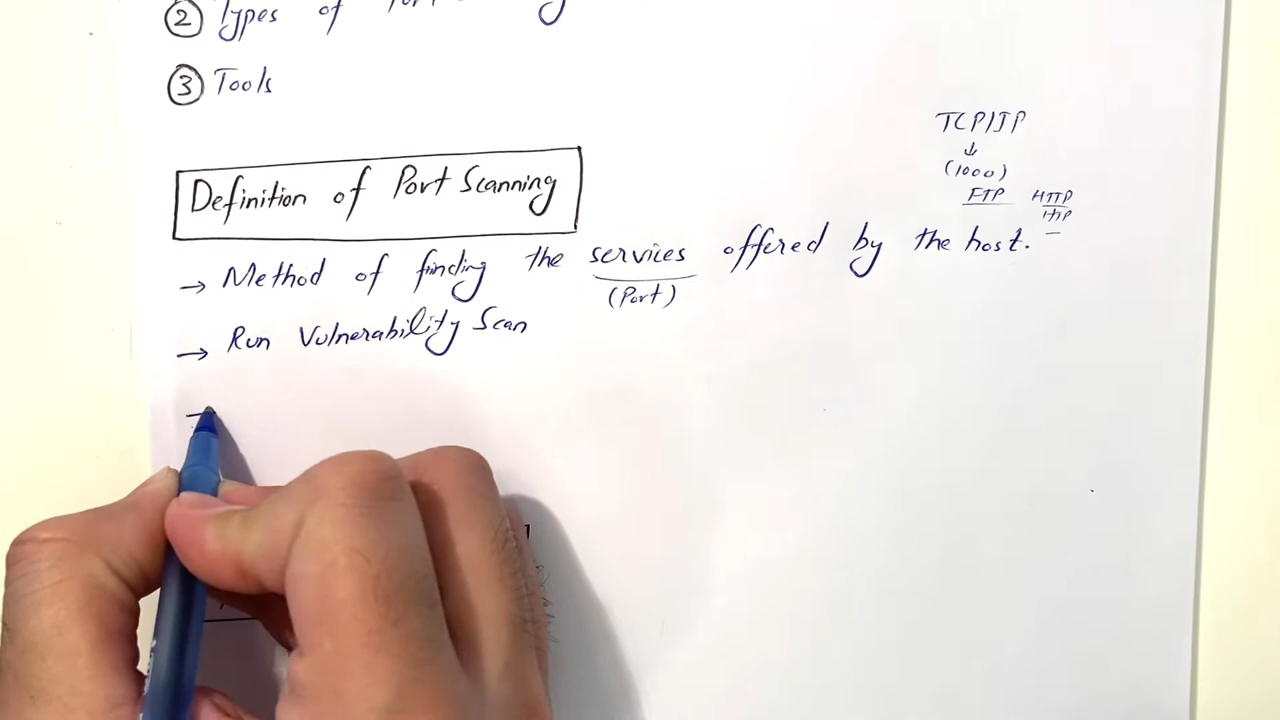 ② Types of
③ Tools
TCP/IP
↓
(1000)
FTP HTTP
Definition of Port Scanning
→ Method of finding the services offered by the host.
(Port)
→ Run Vulnerability Scan